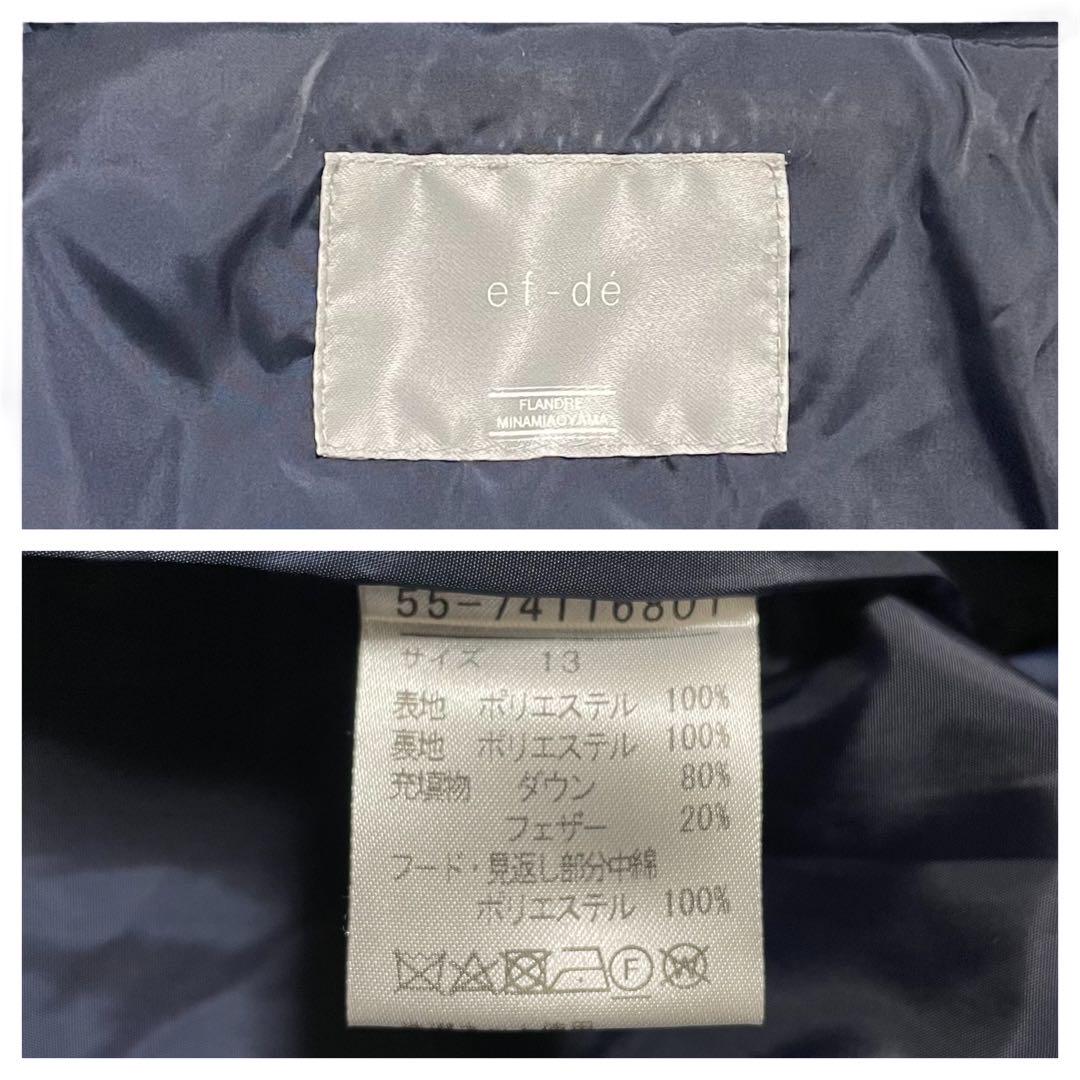 ef-dé
FLANDRE
MINAMIAOYAMA
55-74116801
サイズ 13
表地 ポリエステル 100%
裏地 ポリエステル 100%
充填物 ダウン 80%
フェザー 20%
フード・見返し部分中綿
ポリエステル 100%
F W